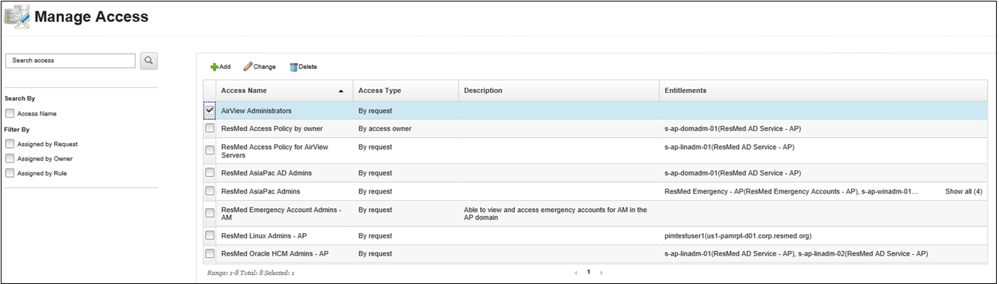 Manage Access
Search access
Search By
Access Name
Filter By
Assigned by Request
Assigned by Owner
Assigned by Rule
Add Change Delete
Access Name Access Type Description Entitlements
AirView Administrators By request
ResMed Access Policy by owner By access owner s-ap-domadm-01(ResMed AD Service - AP)
ResMed Access Policy for AirView By request s-ap-linadm-01(ResMed AD Service - AP)
Servers
ResMed AsiaPac AD Admins By request s-ap-domadm-01(ResMed AD Service - AP)
ResMed AsiaPac Admins By request ResMed Emergency - AP(ResMed Emergency Accounts - AP), s-ap-winadm-01... Show all (4)
ResMed Emergency Account Admins - By request Able to view and access emergency accounts for AM in the
AM AP domain
ResMed Linux Admins - AP By request pimtestuser1(us1-pamrpt-d01.corp.resmed.org)
ResMed Oracle HCM Admins - AP By request s-ap-linadm-01(ResMed AD Service - AP), s-ap-linadm-02(ResMed AD Service - AP)
Range: 1-8 Total: 8 Selected: 1 1